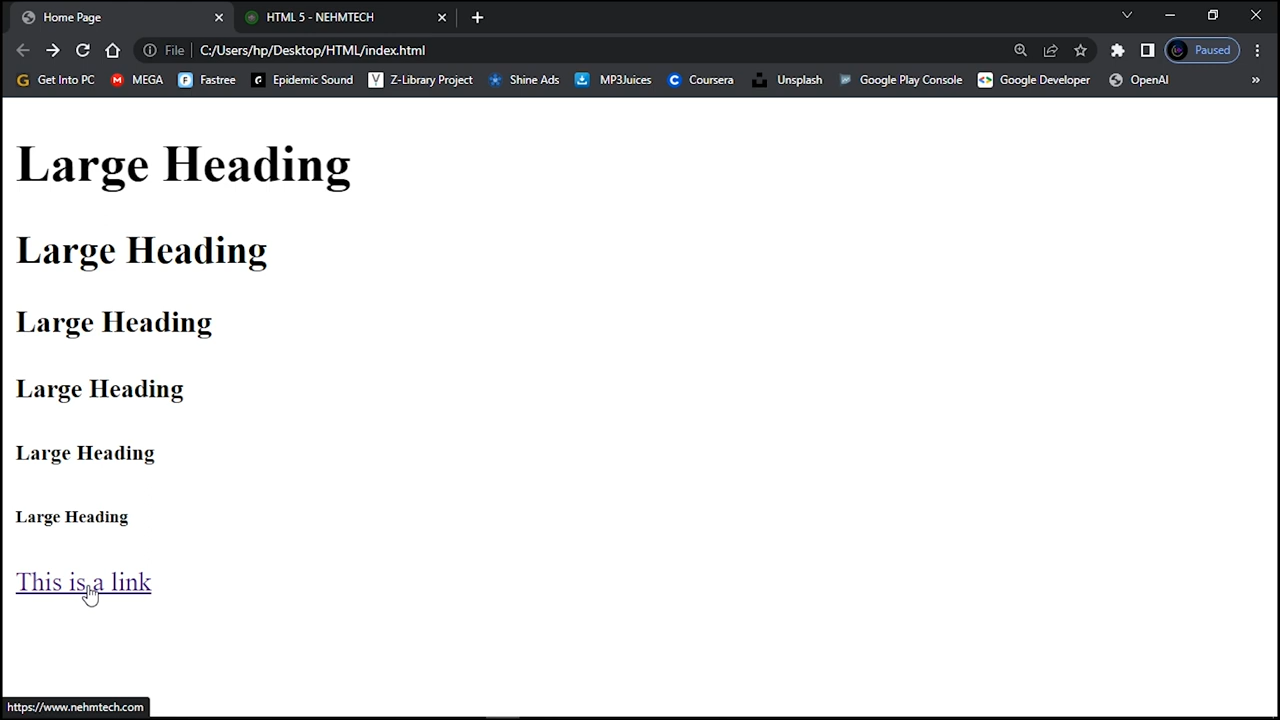 Home Page
HTML 5 - NEHMTECH
File
C:/Users/hp/Desktop/HTML/index.html
Paused
Get Into PC
MEGA
Fastree
Epidemic Sound
Z-Library Project
Shine Ads
MP3Juices
Coursera
Unsplash
Google Play Console
Google Developer
OpenAI
Large Heading
Large Heading
Large Heading
Large Heading
Large Heading
Large Heading
This is a link
https://www.nehmtech.com